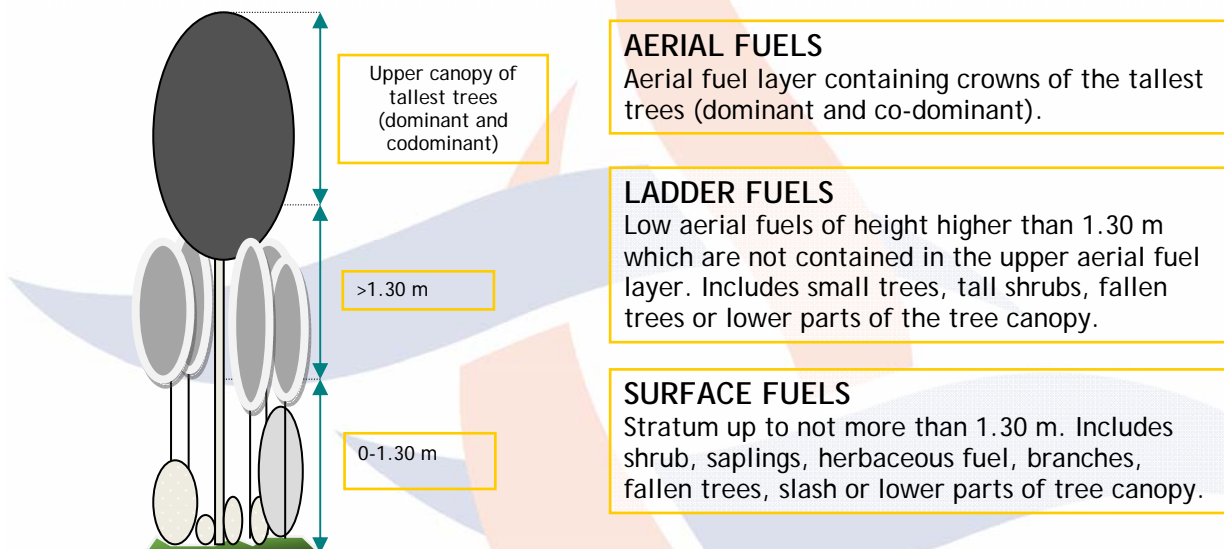 Upper canopy of
tallest trees
(dominant and
codominant)
>1.30 m
0-1.30 m
AERIAL FUELS
Aerial fuel layer containing crowns of the tallest
trees (dominant and co-dominant).
LADDER FUELS
Low aerial fuels of height higher than 1.30 m
which are not contained in the upper aerial fuel
layer. Includes small trees, tall shrubs, fallen
trees or lower parts of the tree canopy.
SURFACE FUELS
Stratum up to not more than 1.30 m. Includes
shrub, saplings, herbaceous fuel, branches,
fallen trees, slash or lower parts of tree canopy.